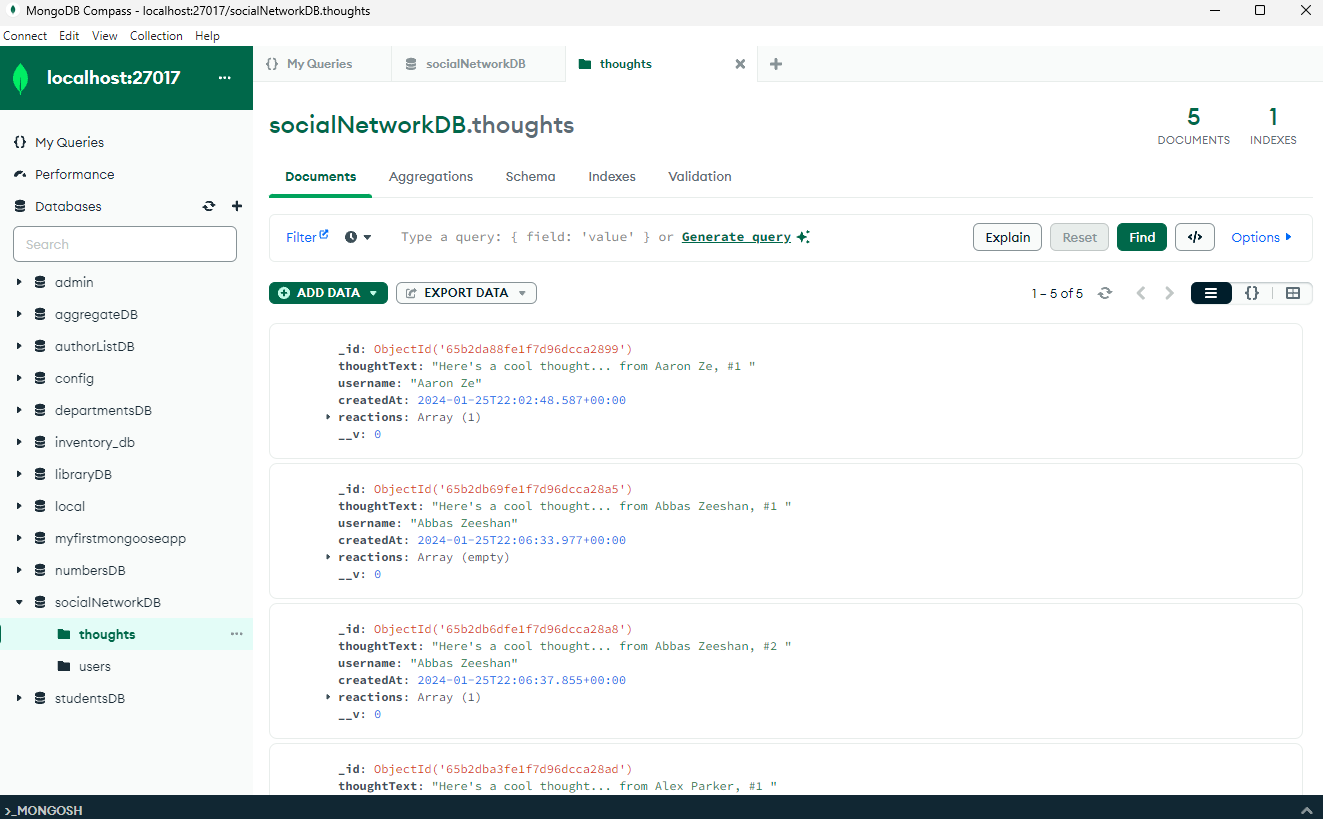 MongoDB Compass - localhost:27017/socialNetworkDB.thoughts
Connect Edit View Collection Help
localhost:27017 ...
{} My Queries
Performance
Databases
Search
admin
aggregateDB
authorListDB
config
departmentsDB
inventory_db
libraryDB
local
myfirstmongooseapp
numbersDB
socialNetworkDB
thoughts ...
users
studentsDB
{} My Queries socialNetworkDB thoughts
socialNetworkDB.thoughts
5 1
DOCUMENTS INDEXES
Documents Aggregations Schema Indexes Validation
Filter Type a query: { field: 'value' } or Generate query Explain Reset Find </> Options
ADD DATA EXPORT DATA 1 – 5 of 5 {}
_id: ObjectId('65b2da88fe1f7d96dcca2899')
thoughtText: "Here's a cool thought... from Aaron Ze, #1 "
username: "Aaron Ze"
createdAt: 2024-01-25T22:02:48.587+00:00
reactions: Array (1)
__v: 0
_id: ObjectId('65b2db69fe1f7d96dcca28a5')
thoughtText: "Here's a cool thought... from Abbas Zeeshan, #1 "
username: "Abbas Zeeshan"
createdAt: 2024-01-25T22:06:33.977+00:00
reactions: Array (empty)
__v: 0
_id: ObjectId('65b2db6dfe1f7d96dcca28a8')
thoughtText: "Here's a cool thought... from Abbas Zeeshan, #2 "
username: "Abbas Zeeshan"
createdAt: 2024-01-25T22:06:37.855+00:00
reactions: Array (1)
__v: 0
_id: ObjectId('65b2dba3fe1f7d96dcca28ad')
thoughtText: "Here's a cool thought... from Alex Parker, #1 "
>_MONGOSH